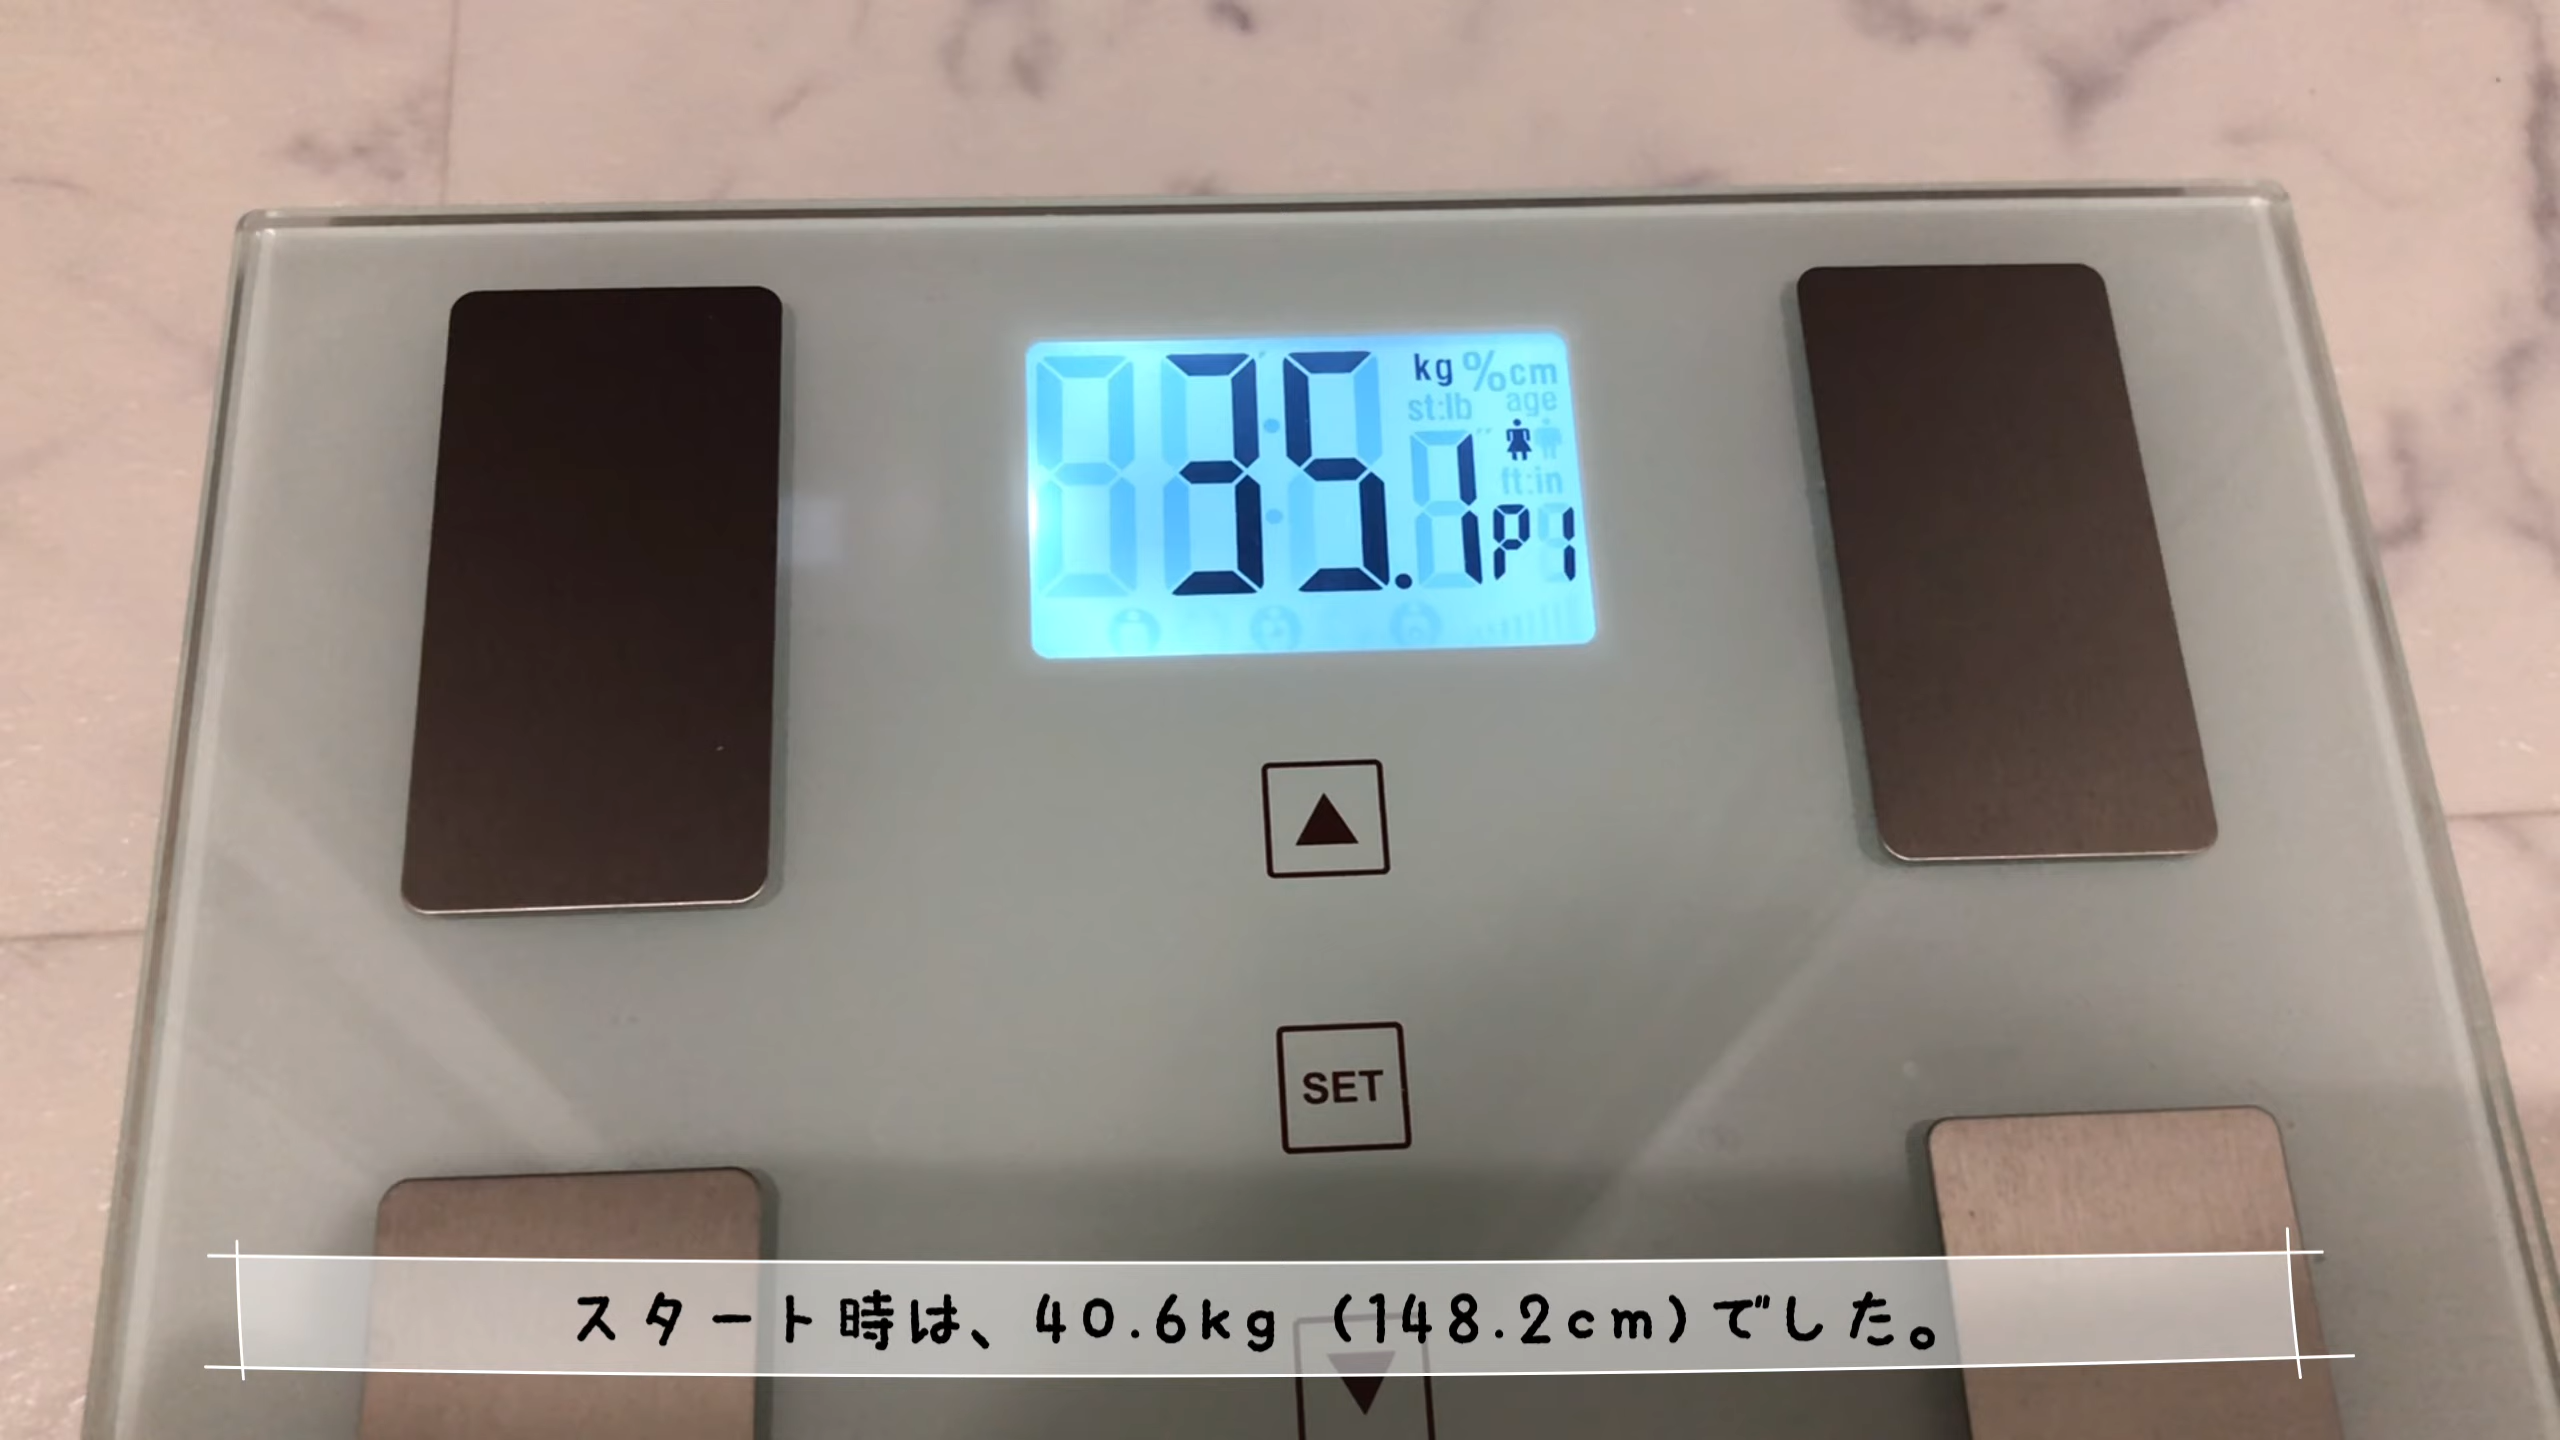 35.1
kg
P1
%cm
st:lb
age
ft:in
SET
スタート時は、40.6kg (148.2cm)でした。